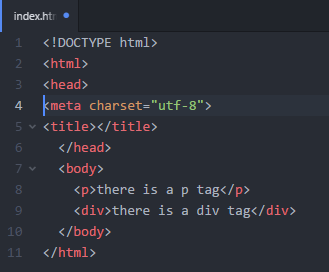 index.htm
1 <!DOCTYPE html>
2 <html>
3 <head>
4 <meta charset="utf-8">
5 <title></title>
6 </head>
7 <body>
8 <p>there is a p tag</p>
9 <div>there is a div tag</div>
10 </body>
11 </html>